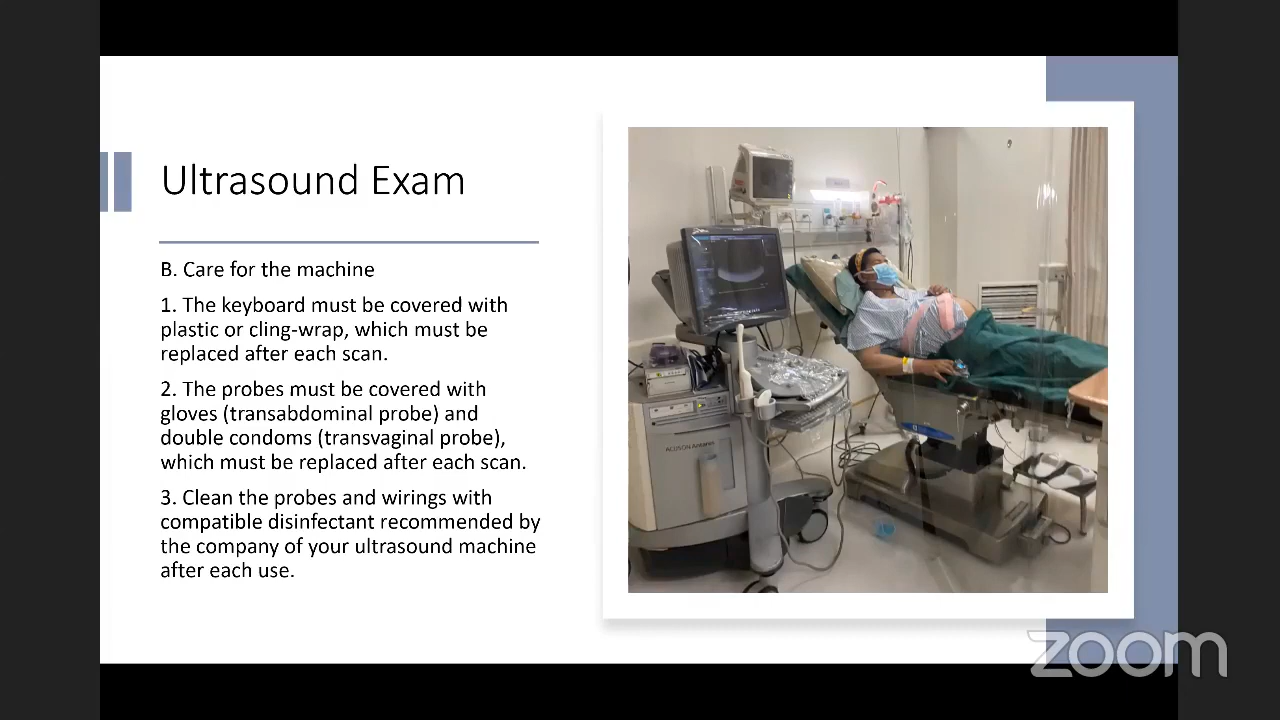 Ultrasound Exam
B. Care for the machine
1. The keyboard must be covered with
plastic or cling-wrap, which must be
replaced after each scan.
2. The probes must be covered with
gloves (transabdominal probe) and
double condoms (transvaginal probe),
which must be replaced after each scan.
3. Clean the probes and wirings with
compatible disinfectant recommended by
the company of your ultrasound machine
after each use.
ACUSON Antares
zoom